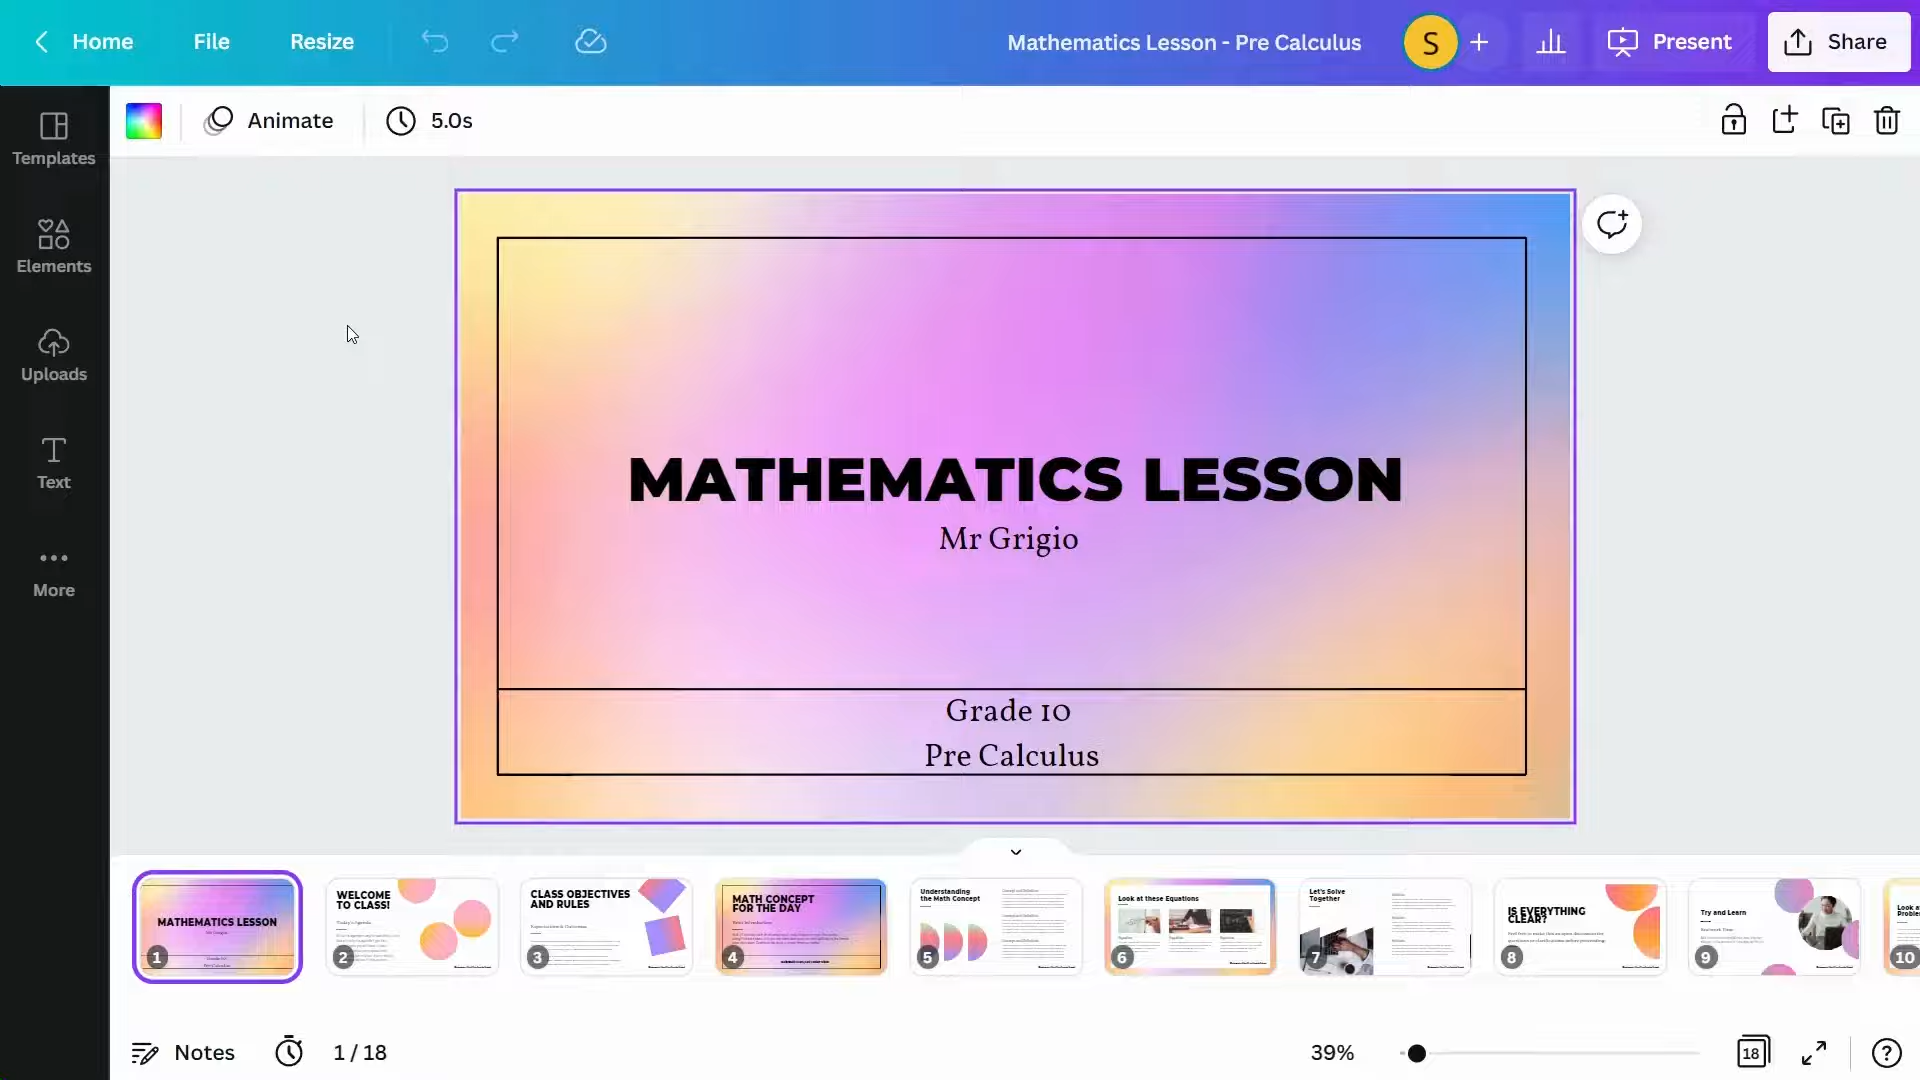 Home
File
Resize
Mathematics Lesson - Pre Calculus
S
Present
Share
Templates
Elements
Uploads
Text
More
Animate
5.0s
MATHEMATICS LESSON
Mr Grigio
Grade 10
Pre Calculus
MATHEMATICS LESSON
1
WELCOME
TO CLASS!
2
CLASS OBJECTIVES
AND RULES
3
MATH CONCEPT
FOR THE DAY
4
Understanding
the Math Concept
5
Look at these Equations
6
Let's Solve
Together
7
IS EVERYTHING
CLEAR?
8
Try and Learn
9
10
Notes
1 / 18
39%
18
?